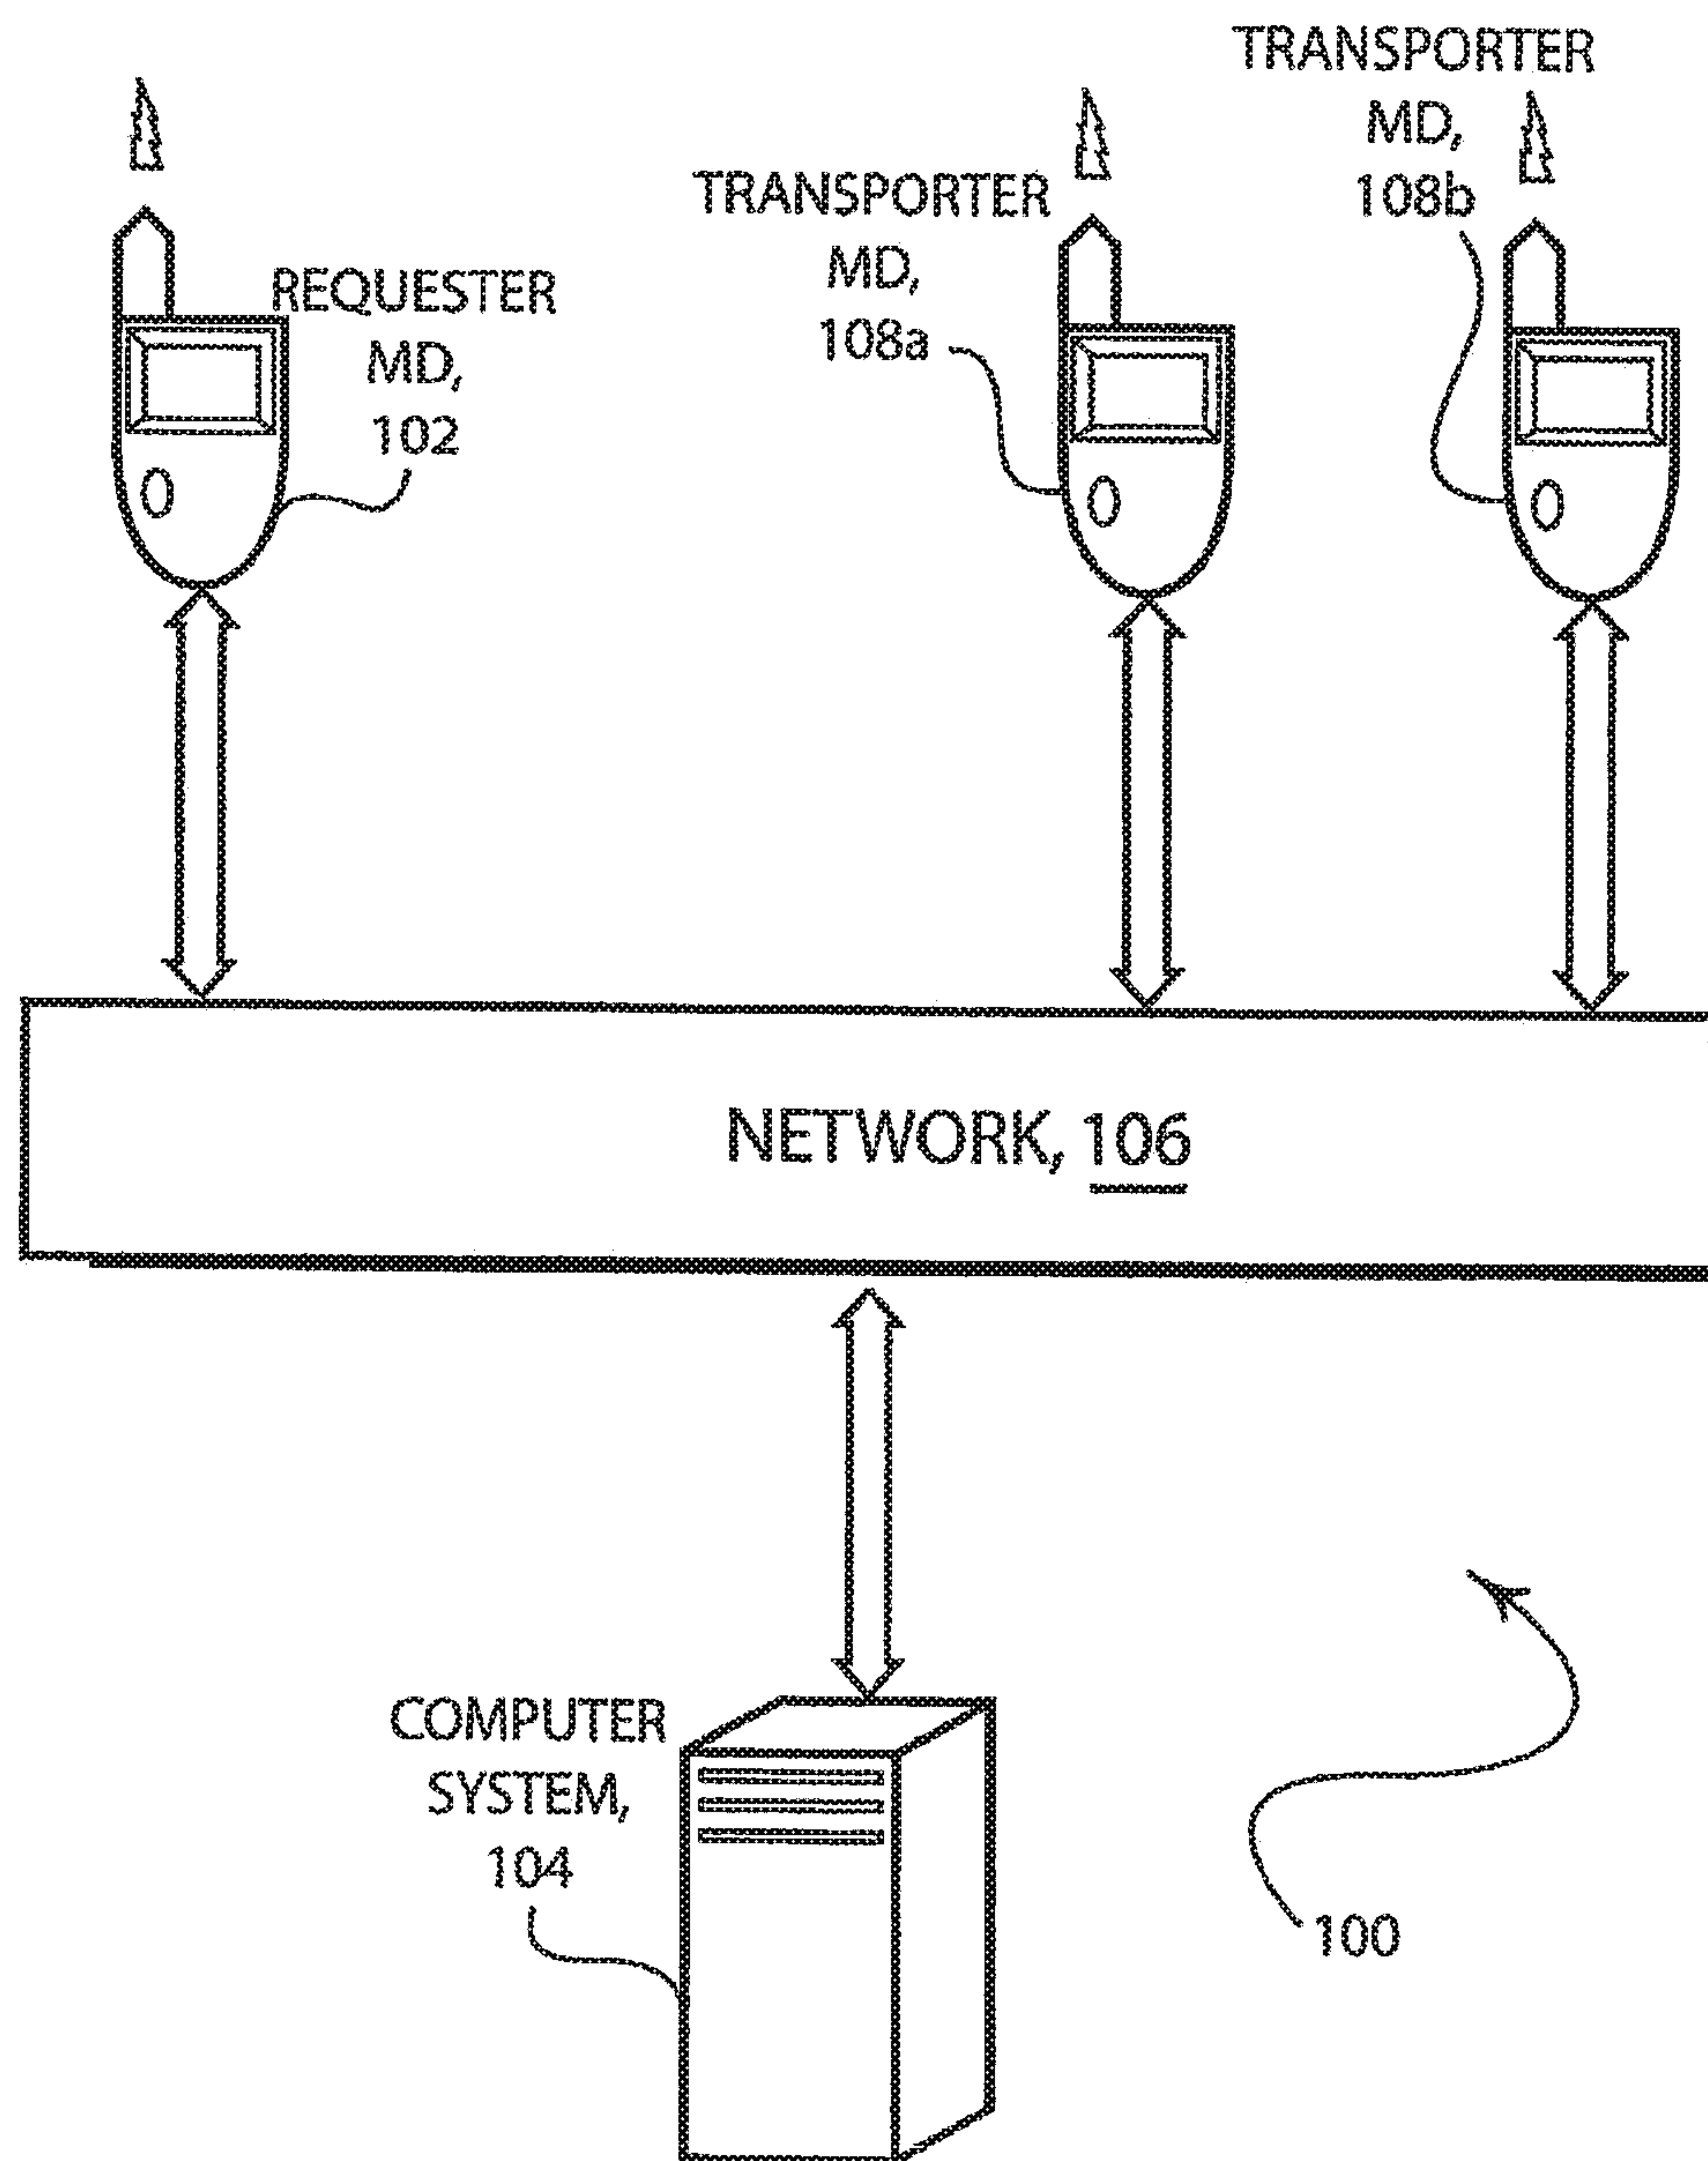 TRANSPORTER
MD,
108b
TRANSPORTER
MD,
108a
REQUESTER
MD,
102
NETWORK, 106
COMPUTER
SYSTEM,
104
100